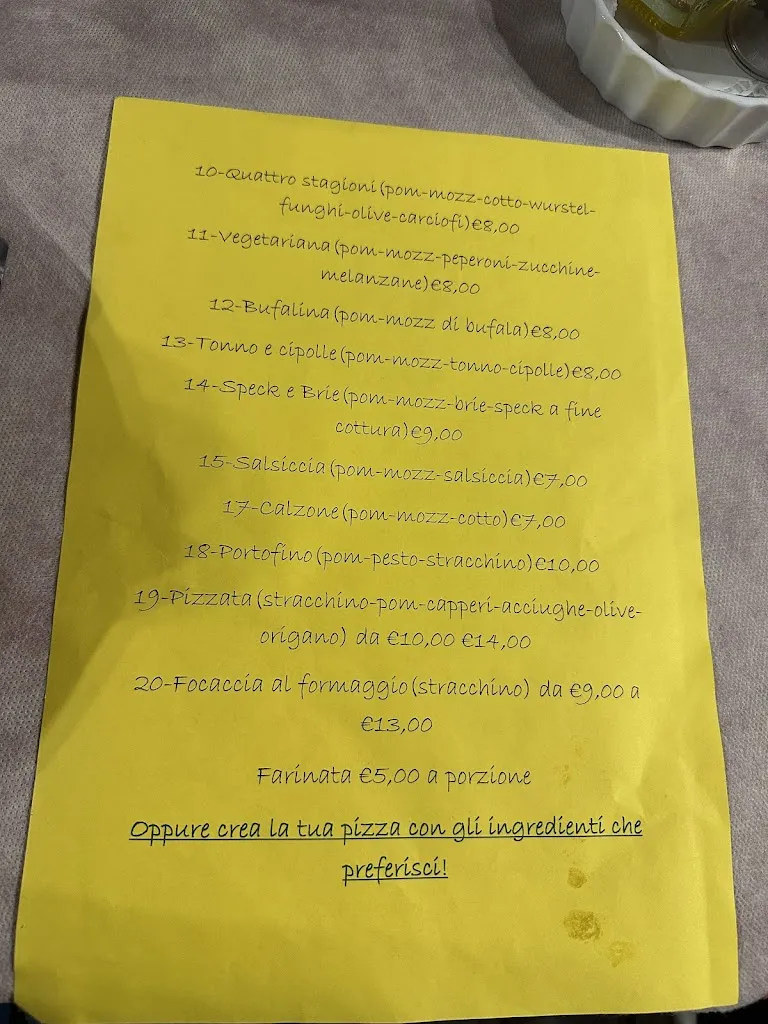 10-Quattro stagioni(pom-mozz-cotto-wurstel-
funghi-olive-carciofi)€8,00
11-Vegetariana(pom-mozz-peperoni-zucchine-
melanzane)€8,00
12-Bufalina(pom-mozz di bufala)€8,00
13-Tonno e cipolle(pom-mozz-tonno-cipolle)€8,00
14-Speck e Brie(pom-mozz-brie-speck a fine
cottura)€9,00
15-Salsiccia(pom-mozz-salsiccia)€7,00
17-Calzone(pom-mozz-cotto)€7,00
18-Portofino(pom-pesto-stracchino)€10,00
19-Pizzata(stracchino-pom-capperi-acciughe-olive-
origano) da €10,00 €14,00
20-Focaccia al formaggio(stracchino) da €9,00 a
€13,00
Farinata €5,00 a porzione
Oppure crea la tua pizza con gli ingredienti che
preferisci!